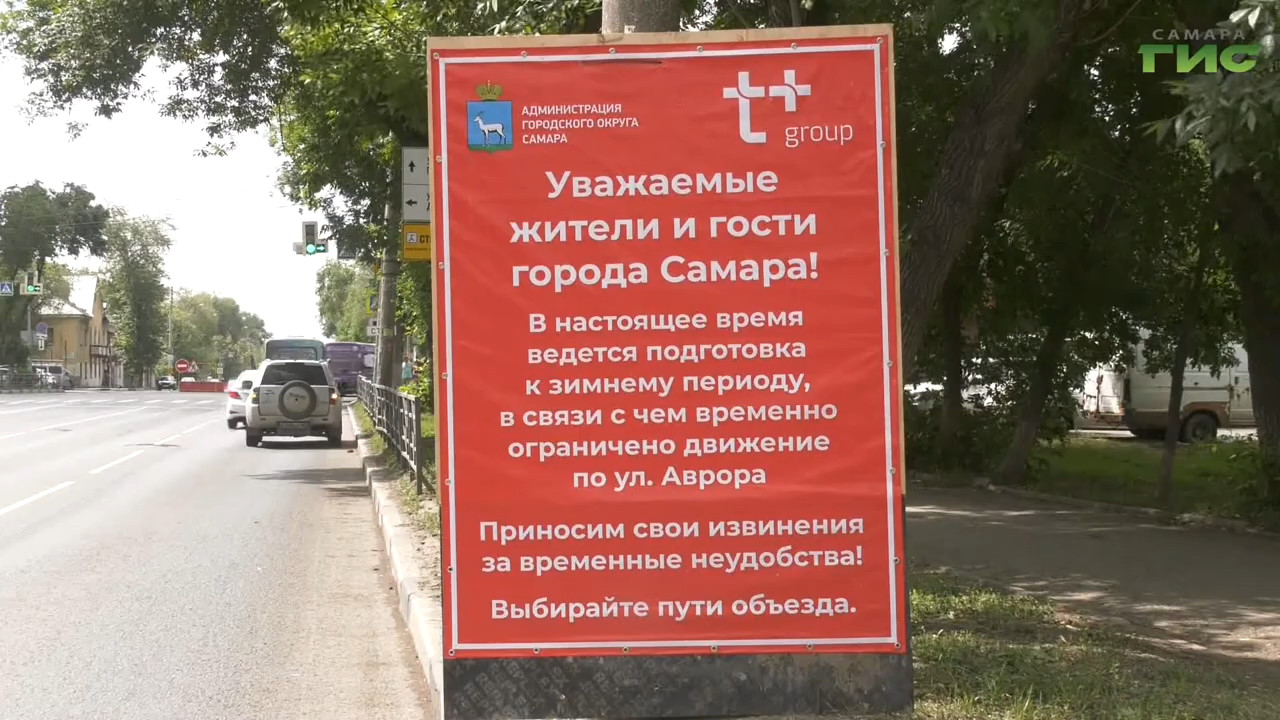 САМАРА
ГИС
АДМИНИСТРАЦИЯ
ГОРОДСКОГО ОКРУГА
САМАРА
t+
group
Уважаемые
жители и гости
города Самара!
В настоящее время
ведется подготовка
к зимнему периоду,
в связи с чем временно
ограничено движение
по ул. Аврора
Приносим свои извинения
за временные неудобства!
Выбирайте пути объезда.